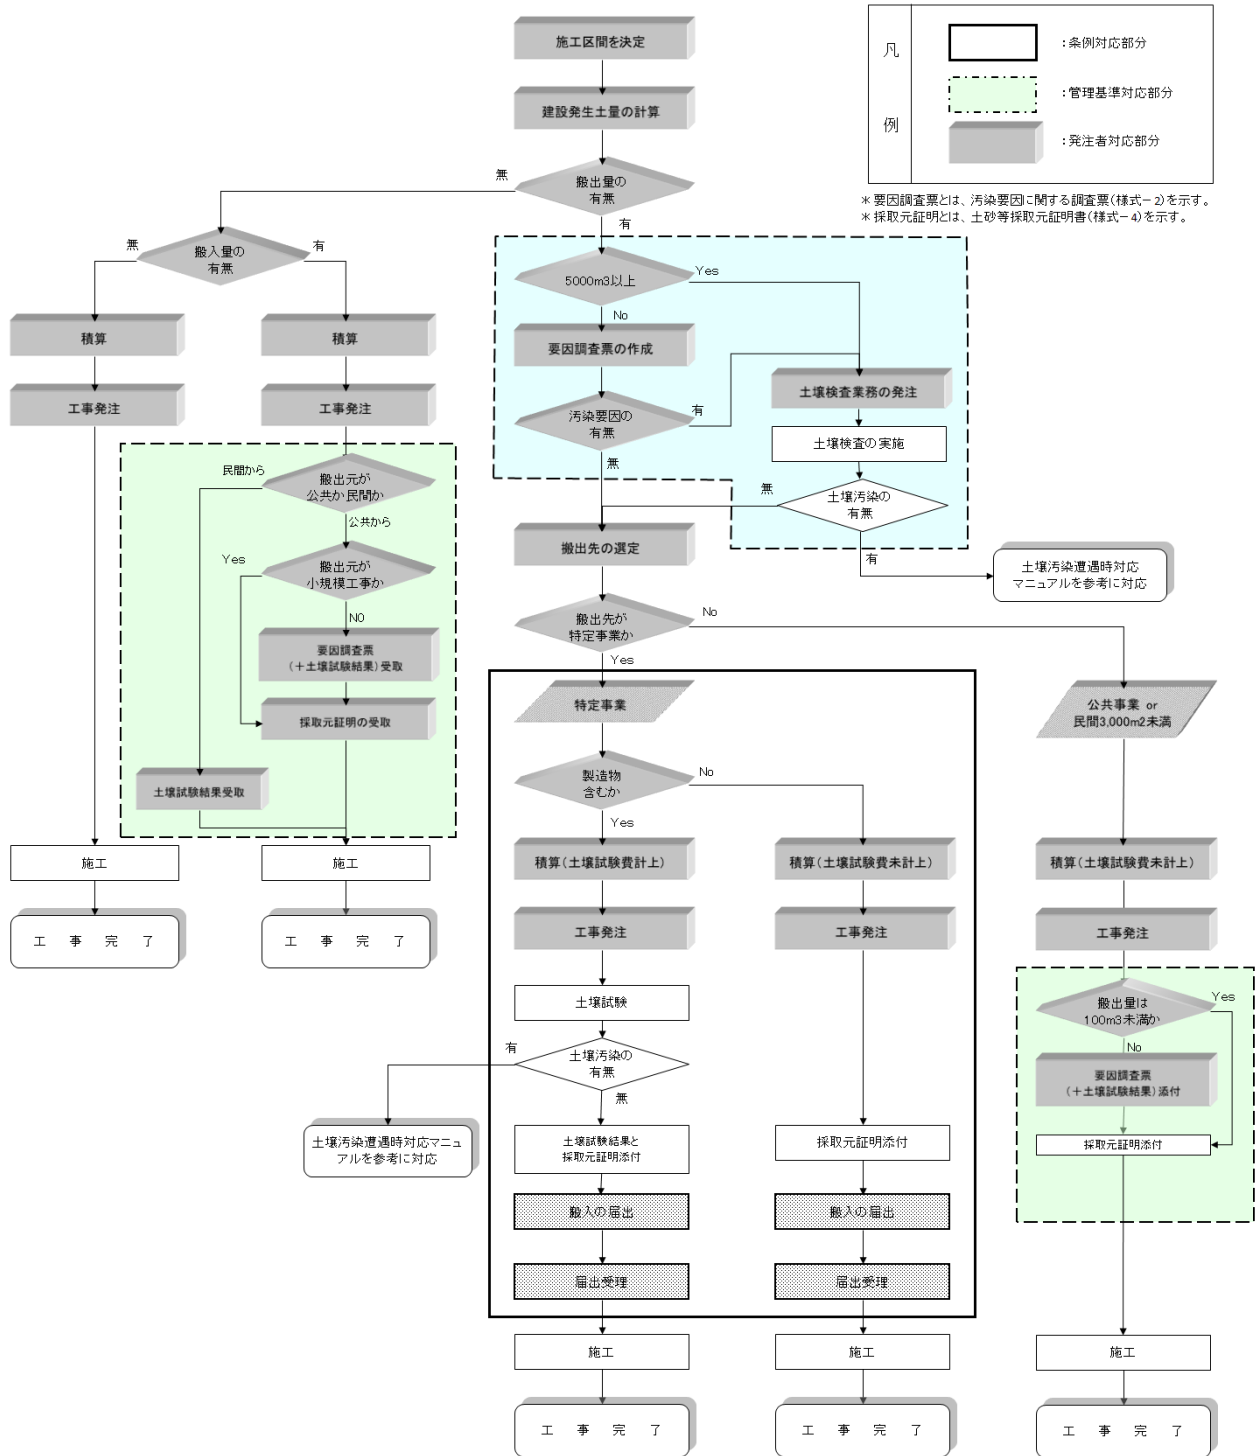 施工区間を決定
建設発生土量の計算
搬出量の
有無
無
有
凡
例
:条例対応部分
:管理基準対応部分
:発注者対応部分
＊要因調査票とは、汚染要因に関する調査票(様式－2)を示す。
＊採取元証明とは、土砂等採取元証明書(様式－4)を示す。
搬入量の
有無
無
有
積算
工事発注
施工
工　事　完　了
積算
工事発注
民間から
搬出元が
公共か民間か
公共から
Yes
搬出元が
小規模工事か
NO
要因調査票
(＋土壌試験結果)受取
採取元証明の受取
土壌試験結果受取
施工
工　事　完　了
5000m3以上
Yes
No
要因調査票の作成
汚染要因の
有無
有
無
土壌検査業務の発注
土壌検査の実施
土壌汚染の
有無
無
有
土壌汚染遭遇時対応
マニュアルを参考に対応
搬出先の選定
搬出先が
特定事業か
No
Yes
特定事業
製造物
含むか
No
Yes
積算(土壌試験費計上)
工事発注
土壌試験
土壌汚染の
有無
有
無
土壌汚染遭遇時対応マニュ
アルを参考に対応
土壌試験結果と
採取元証明添付
搬入の届出
届出受理
施工
工　事　完　了
積算(土壌試験費未計上)
工事発注
採取元証明添付
搬入の届出
届出受理
施工
工　事　完　了
公共事業 or
民間3,000m2未満
積算(土壌試験費未計上)
工事発注
搬出量は
100m3未満か
Yes
No
要因調査票
(＋土壌試験結果)添付
採取元証明添付
施工
工　事　完　了